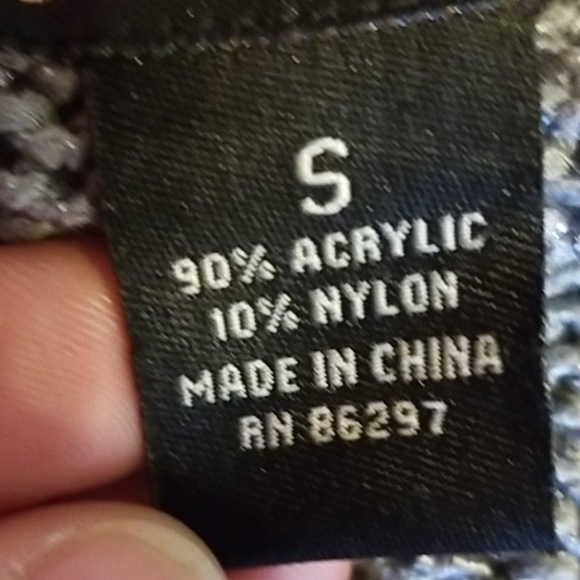 S
90% ACRYLIC
10% NYLON
MADE IN CHINA
RN 86297